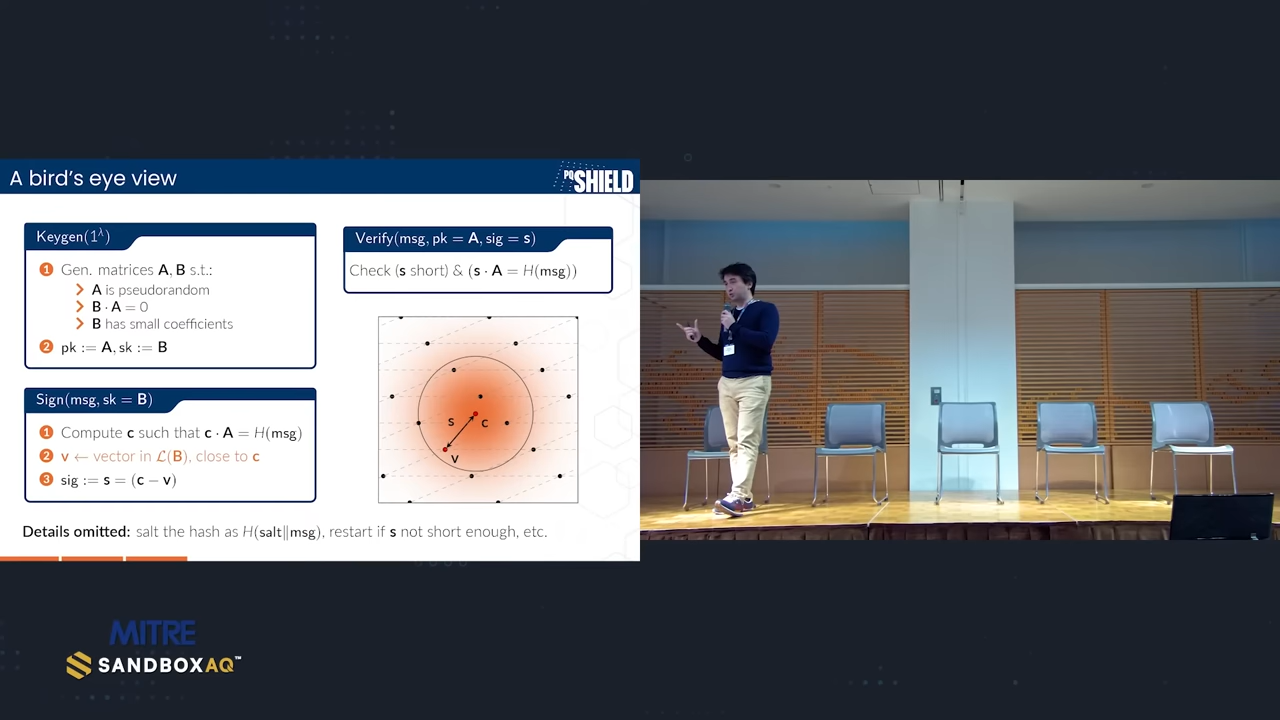 A bird's eye view
PQ SHIELD
Keygen(1^λ)
1 Gen. matrices A, B s.t.:
A is pseudorandom
B · A = 0
B has small coefficients
2 pk := A, sk := B
Sign(msg, sk = B)
1 Compute c such that c · A = H(msg)
2 v ← vector in ℒ(B), close to c
3 sig := s = (c − v)
Verify(msg, pk = A, sig = s)
Check (s short) & (s · A = H(msg))
s c
v
Details omitted: salt the hash as H(salt‖msg), restart if s not short enough, etc.
MITRE
SANDBOXAQ™